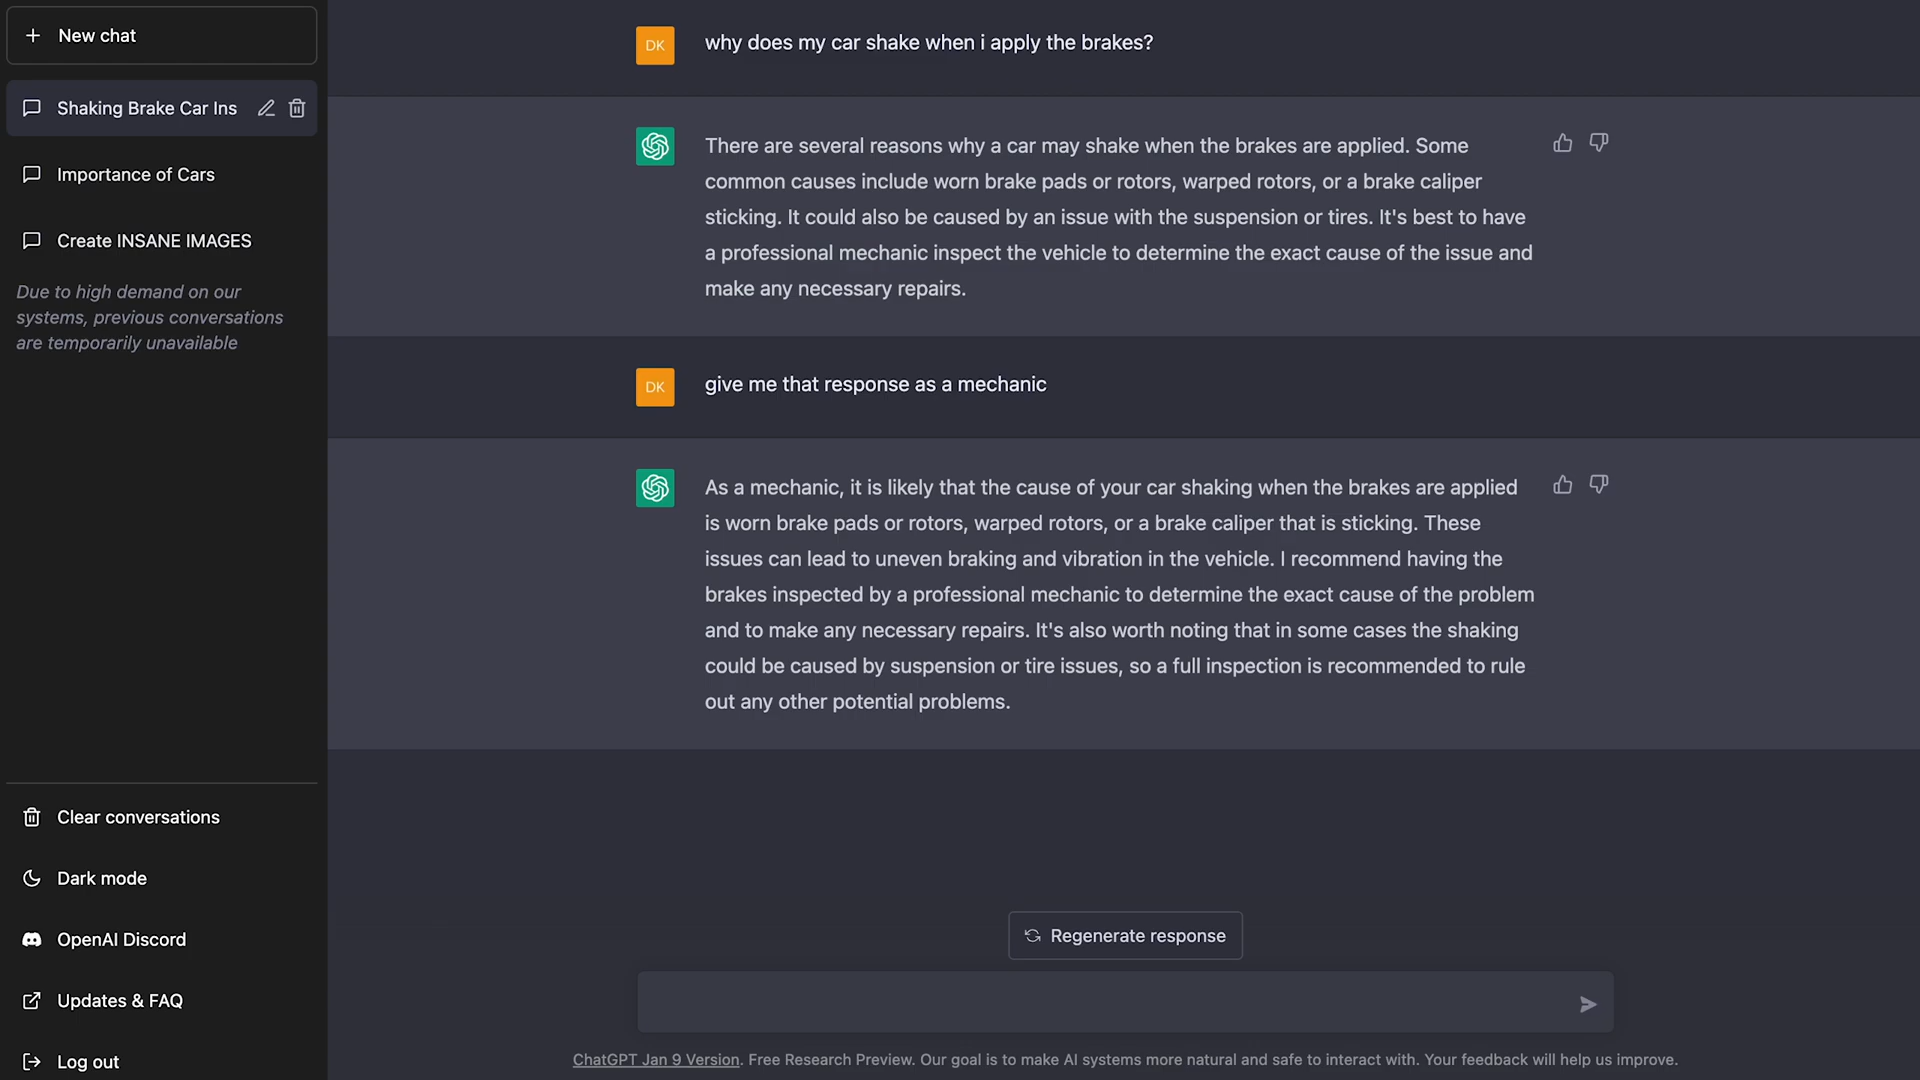 New chat
Shaking Brake Car Ins
Importance of Cars
Create INSANE IMAGES
Due to high demand on our
systems, previous conversations
are temporarily unavailable
Clear conversations
Dark mode
OpenAI Discord
Updates & FAQ
Log out
DK
why does my car shake when i apply the brakes?
There are several reasons why a car may shake when the brakes are applied. Some
common causes include worn brake pads or rotors, warped rotors, or a brake caliper
sticking. It could also be caused by an issue with the suspension or tires. It's best to have
a professional mechanic inspect the vehicle to determine the exact cause of the issue and
make any necessary repairs.
DK
give me that response as a mechanic
As a mechanic, it is likely that the cause of your car shaking when the brakes are applied
is worn brake pads or rotors, warped rotors, or a brake caliper that is sticking. These
issues can lead to uneven braking and vibration in the vehicle. I recommend having the
brakes inspected by a professional mechanic to determine the exact cause of the problem
and to make any necessary repairs. It's also worth noting that in some cases the shaking
could be caused by suspension or tire issues, so a full inspection is recommended to rule
out any other potential problems.
Regenerate response
ChatGPT Jan 9 Version. Free Research Preview. Our goal is to make AI systems more natural and safe to interact with. Your feedback will help us improve.